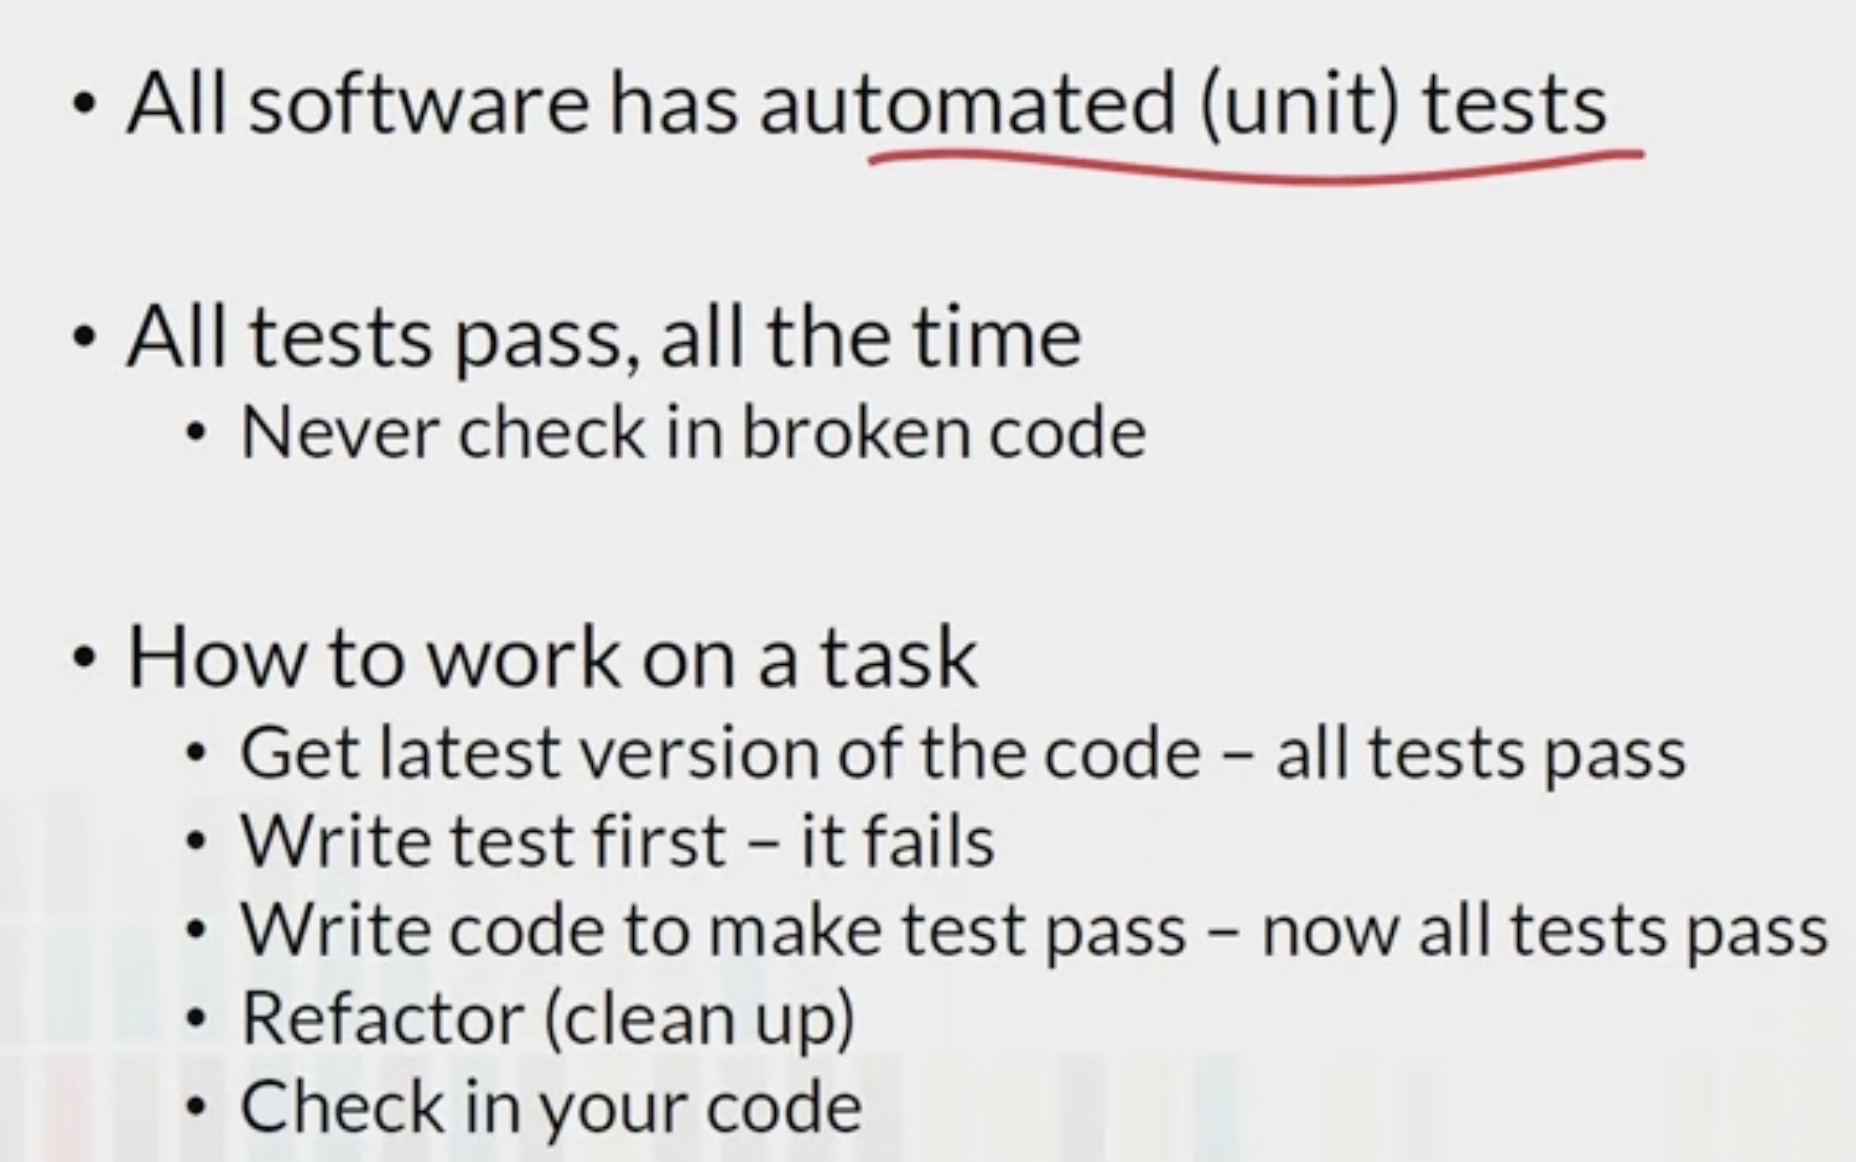 • All software has automated (unit) tests
• All tests pass, all the time
• Never check in broken code
• How to work on a task
• Get latest version of the code – all tests pass
• Write test first – it fails
• Write code to make test pass – now all tests pass
• Refactor (clean up)
• Check in your code